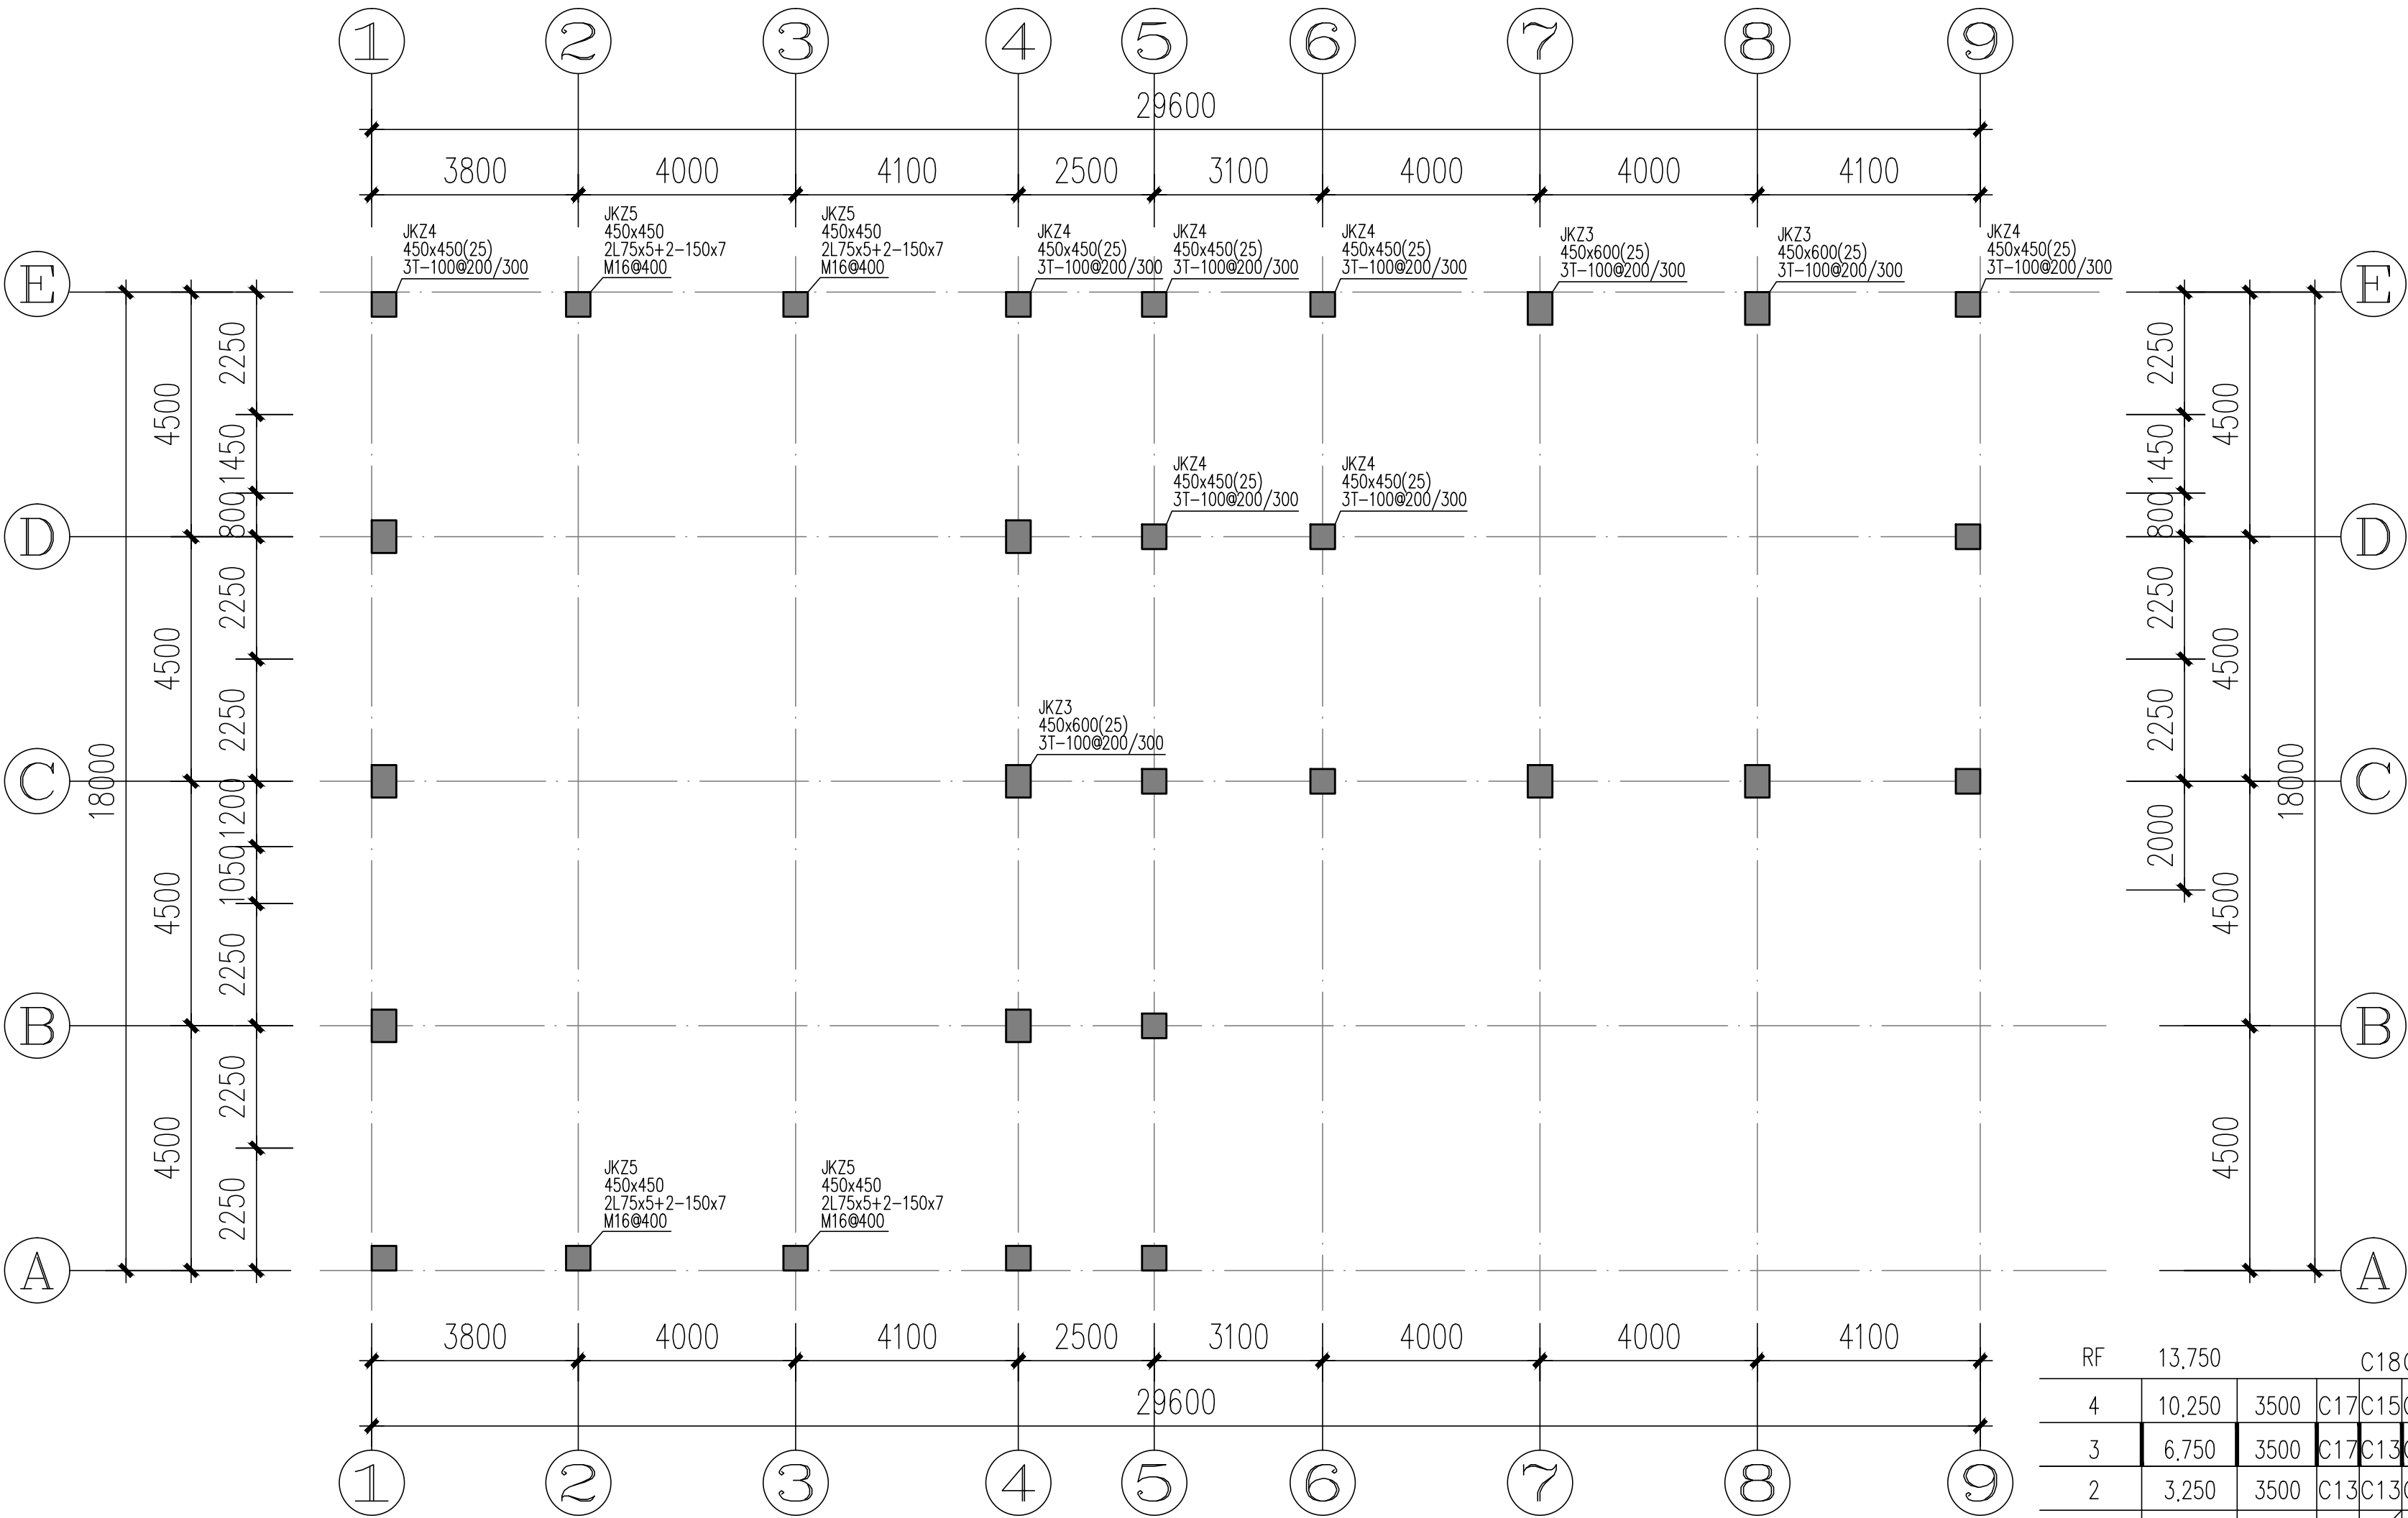 1 2 3 4 5 6 7 8 9
29600
3800 4000 4100 2500 3100 4000 4000 4100
JKZ4
450x450(25)
3T-100@200/300
JKZ5
450x450
2L75x5+2-150x7
M16@400
JKZ5
450x450
2L75x5+2-150x7
M16@400
JKZ4
450x450(25)
3T-100@200/300
JKZ4
450x450(25)
3T-100@200/300
JKZ4
450x450(25)
3T-100@200/300
JKZ3
450x600(25)
3T-100@200/300
JKZ3
450x600(25)
3T-100@200/300
JKZ4
450x450(25)
3T-100@200/300
E
D
C
B
A
18000
4500
4500
4500
4500
2250
1450
800
2250
2250
1200
1050
2250
2250
2250
JKZ4
450x450(25)
3T-100@200/300
JKZ4
450x450(25)
3T-100@200/300
JKZ3
450x600(25)
3T-100@200/300
JKZ5
450x450
2L75x5+2-150x7
M16@400
JKZ5
450x450
2L75x5+2-150x7
M16@400
2250
1450
800
2250
2250
2000
4500
4500
4500
4500
18000
E
D
C
B
A
3800 4000 4100 2500 3100 4000 4000 4100
29600
1 2 3 4 5 6 7 8 9
RF 13.750 C18
4 10.250 3500 C17 C15
3 6.750 3500 C17 C13
2 3.250 3500 C13 C13